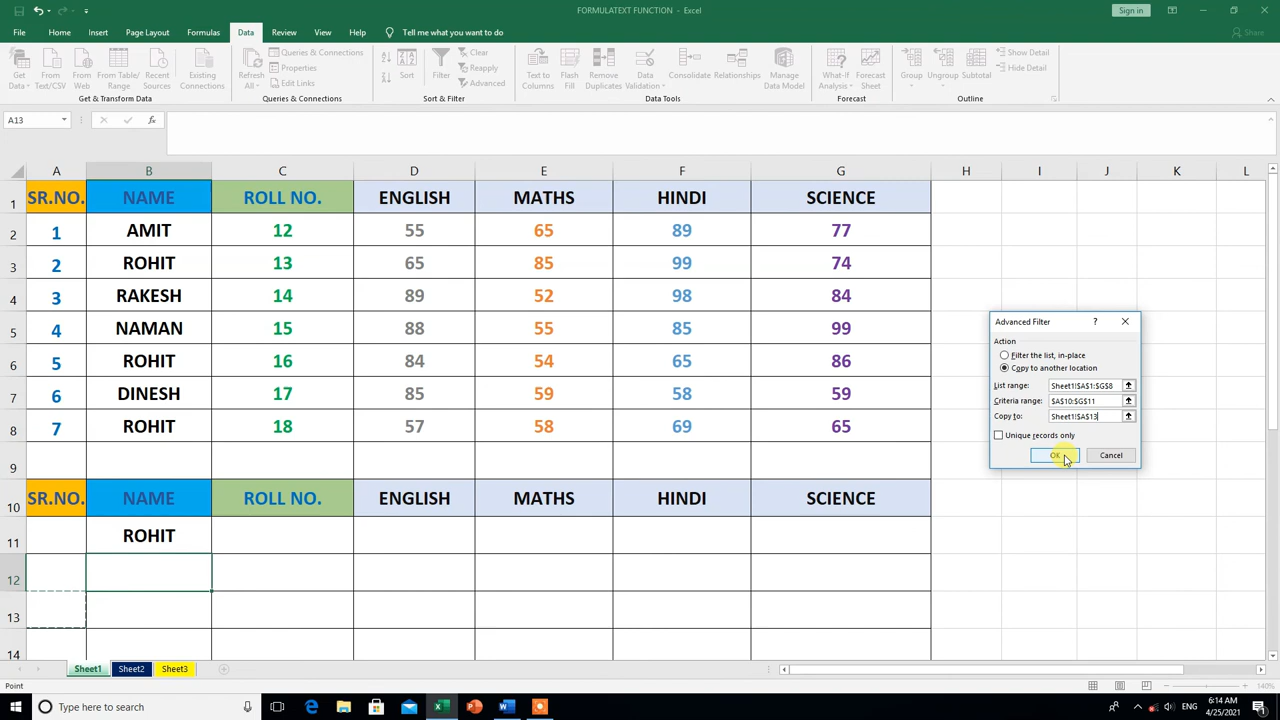 FORMULATEXT FUNCTION - Excel
Sign in
File Home Insert Page Layout Formulas Data Review View Help Tell me what you want to do Share
Get Data
From Text/CSV
From Web
From Table/ Range
Recent Sources
Existing Connections
Get & Transform Data
Refresh All
Queries & Connections
Properties
Edit Links
Queries & Connections
Sort
Filter
Clear
Reapply
Advanced
Sort & Filter
Text to Columns
Flash Fill
Remove Duplicates
Data Validation
Consolidate
Relationships
Manage Data Model
Data Tools
What-If Analysis
Forecast Sheet
Forecast
Group
Ungroup
Subtotal
Show Detail
Hide Detail
Outline
A13 fx
A B C D E F G H I J K L
1 SR.NO. NAME ROLL NO. ENGLISH MATHS HINDI SCIENCE
2 1 AMIT 12 55 65 89 77
3 2 ROHIT 13 65 85 99 74
4 3 RAKESH 14 89 52 98 84
5 4 NAMAN 15 88 55 85 99
6 5 ROHIT 16 84 54 65 86
7 6 DINESH 17 85 59 58 59
8 7 ROHIT 18 57 58 69 65
9
10 SR.NO. NAME ROLL NO. ENGLISH MATHS HINDI SCIENCE
11 ROHIT
12
13
14
Advanced Filter ?
Action
Filter the list, in-place
Copy to another location
List range: Sheet1!$A$1:$G$8
Criteria range: $A$10:$G$11
Copy to: Sheet1!$A$13
Unique records only
OK Cancel
Sheet1 Sheet2 Sheet3
Point 140%
Type here to search
ENG
6:14 AM
4/25/2021